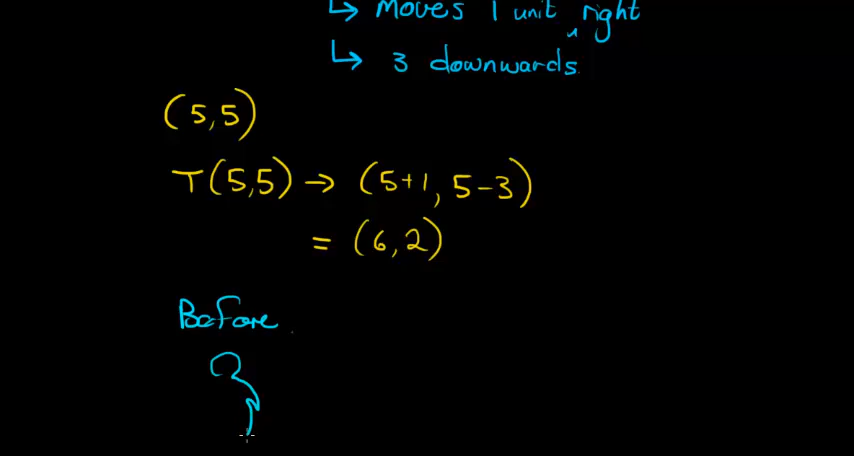 ↳ Moves 1 unit right
↳ 3 downwards.
(5,5)
T(5,5) → (5+1, 5-3)
= (6,2)
Before